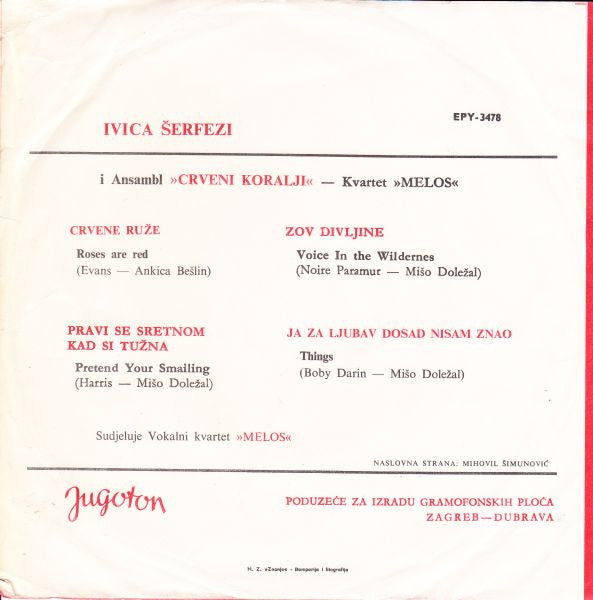 IVICA ŠERFEZI
EPY-3478
i Ansambl »CRVENI KORALJI« — Kvartet »MELOS«
CRVENE RUŽE
Roses are red
(Evans — Ankica Bešlin)
ZOV DIVLJINE
Voice In the Wildernes
(Noire Paramur — Mišo Doležal)
PRAVI SE SRETNOM
KAD SI TUŽNA
Pretend Your Smailing
(Harris — Mišo Doležal)
JA ZA LJUBAV DOSAD NISAM ZNAO
Things
(Boby Darin — Mišo Doležal)
Sudjeluje Vokalni kvartet »MELOS«
NASLOVNA STRANA: MIHOVIL ŠIMUNOVIĆ
Jugoton
PODUZEĆE ZA IZRADU GRAMOFONSKIH PLOČA
ZAGREB — DUBRAVA
N. Z. »Znanje« - Štamparija i litografija